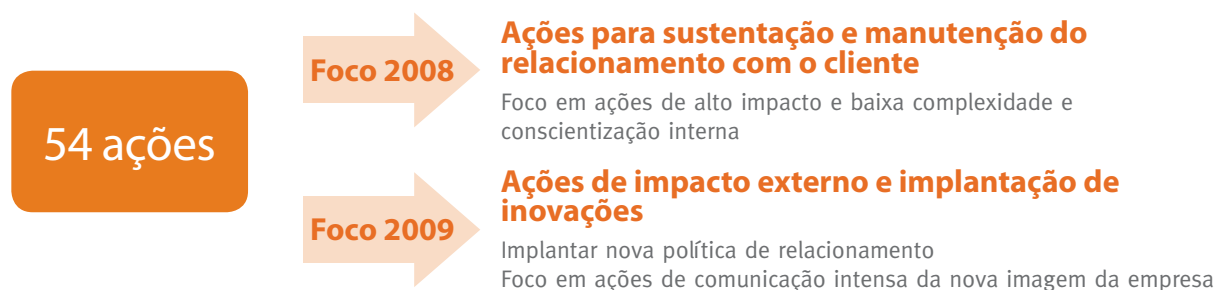 54 ações
Foco 2008
Ações para sustentação e manutenção do
relacionamento com o cliente
Foco em ações de alto impacto e baixa complexidade e
conscientização interna
Foco 2009
Ações de impacto externo e implantação de
inovações
Implantar nova política de relacionamento
Foco em ações de comunicação intensa da nova imagem da empresa